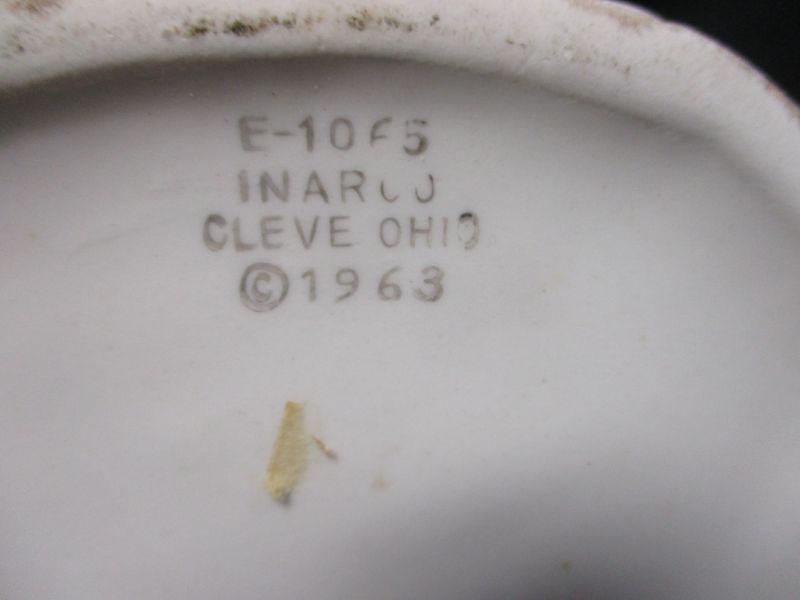 E-1065
INARCO
CLEVE OHIO
©1963